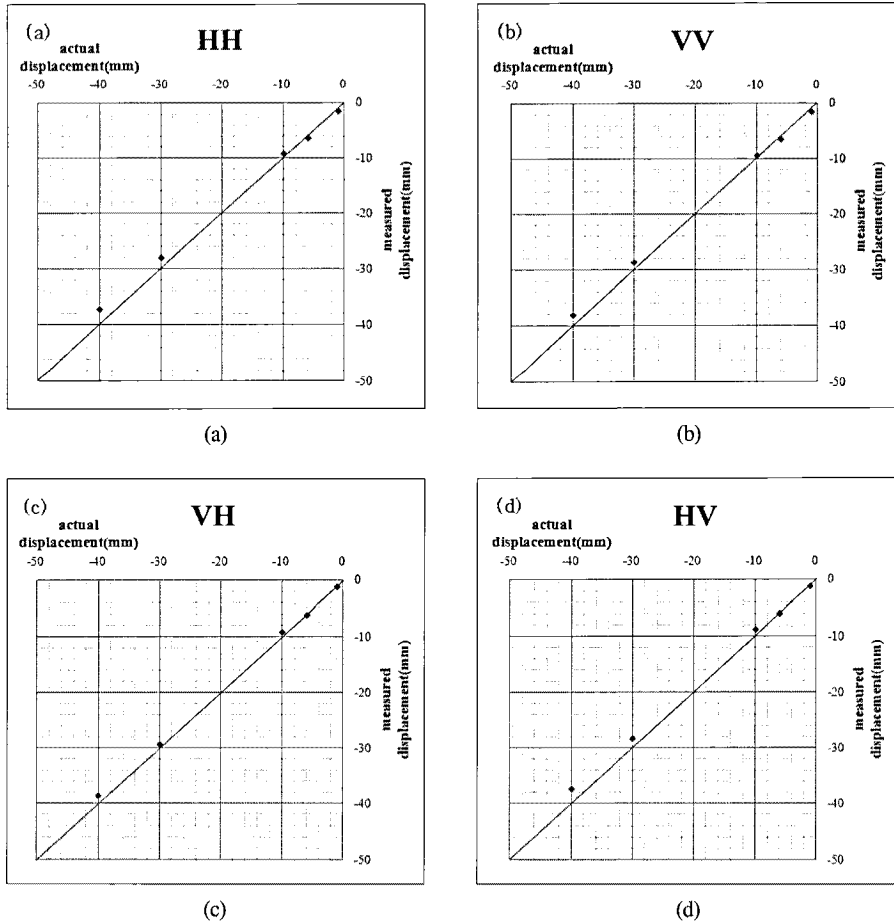 (a)
HH
actual
displacement(mm)
-50 -40 -30 -20 -10 0
0
-10
-20
-30
-40
-50
measured
displacement(mm)
(a)
(b)
VV
actual
displacement(mm)
-50 -40 -30 -20 -10 0
0
-10
-20
-30
-40
-50
measured
displacement(mm)
(b)
(c)
VH
actual
displacement(mm)
-50 -40 -30 -20 -10 0
0
-10
-20
-30
-40
-50
measured
displacement(mm)
(c)
(d)
HV
actual
displacement(mm)
-50 -40 -30 -20 -10 0
0
-10
-20
-30
-40
-50
measured
displacement(mm)
(d)